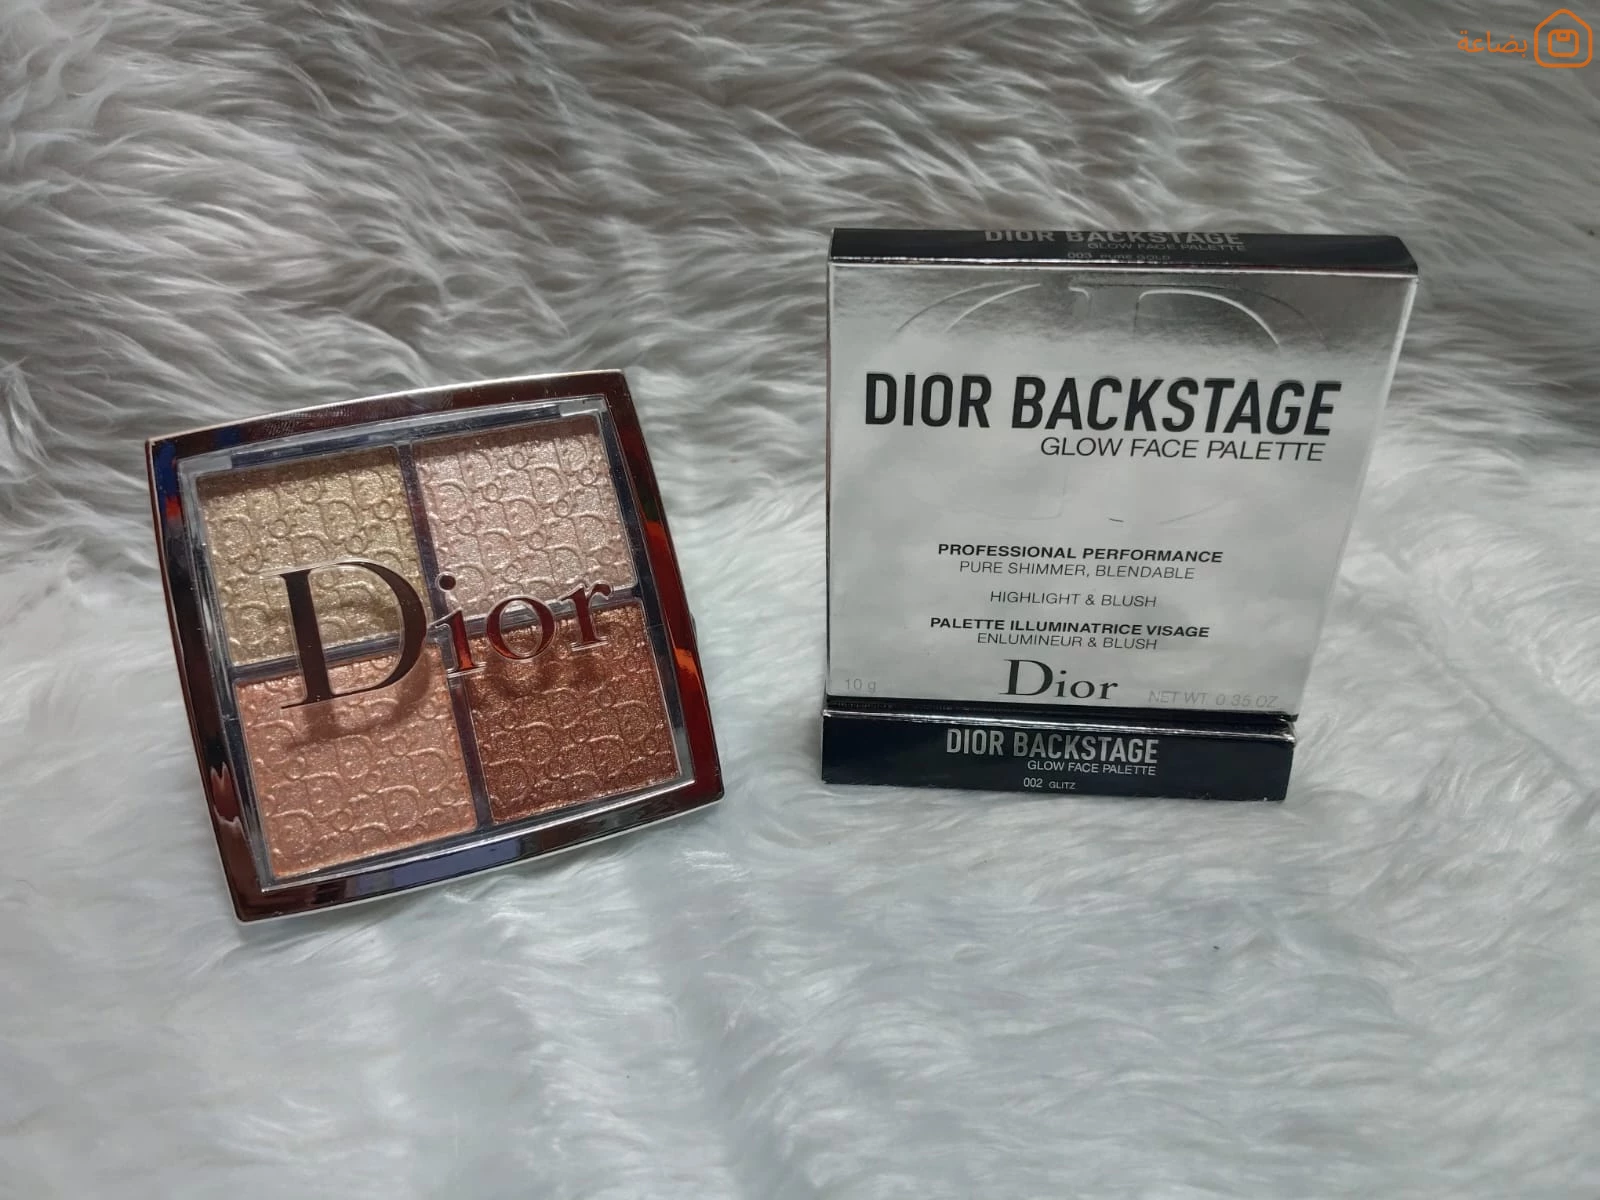 بضاعة
DIOR BACKSTAGE
GLOW FACE PALETTE
003 PURE GOLD
DIOR BACKSTAGE
GLOW FACE PALETTE
PROFESSIONAL PERFORMANCE
PURE SHIMMER, BLENDABLE
HIGHLIGHT & BLUSH
PALETTE ILLUMINATRICE VISAGE
ENLUMINEUR & BLUSH
Dior
10 g
NET WT. 0.35 OZ
DIOR BACKSTAGE
GLOW FACE PALETTE
002 GLITZ
Dior